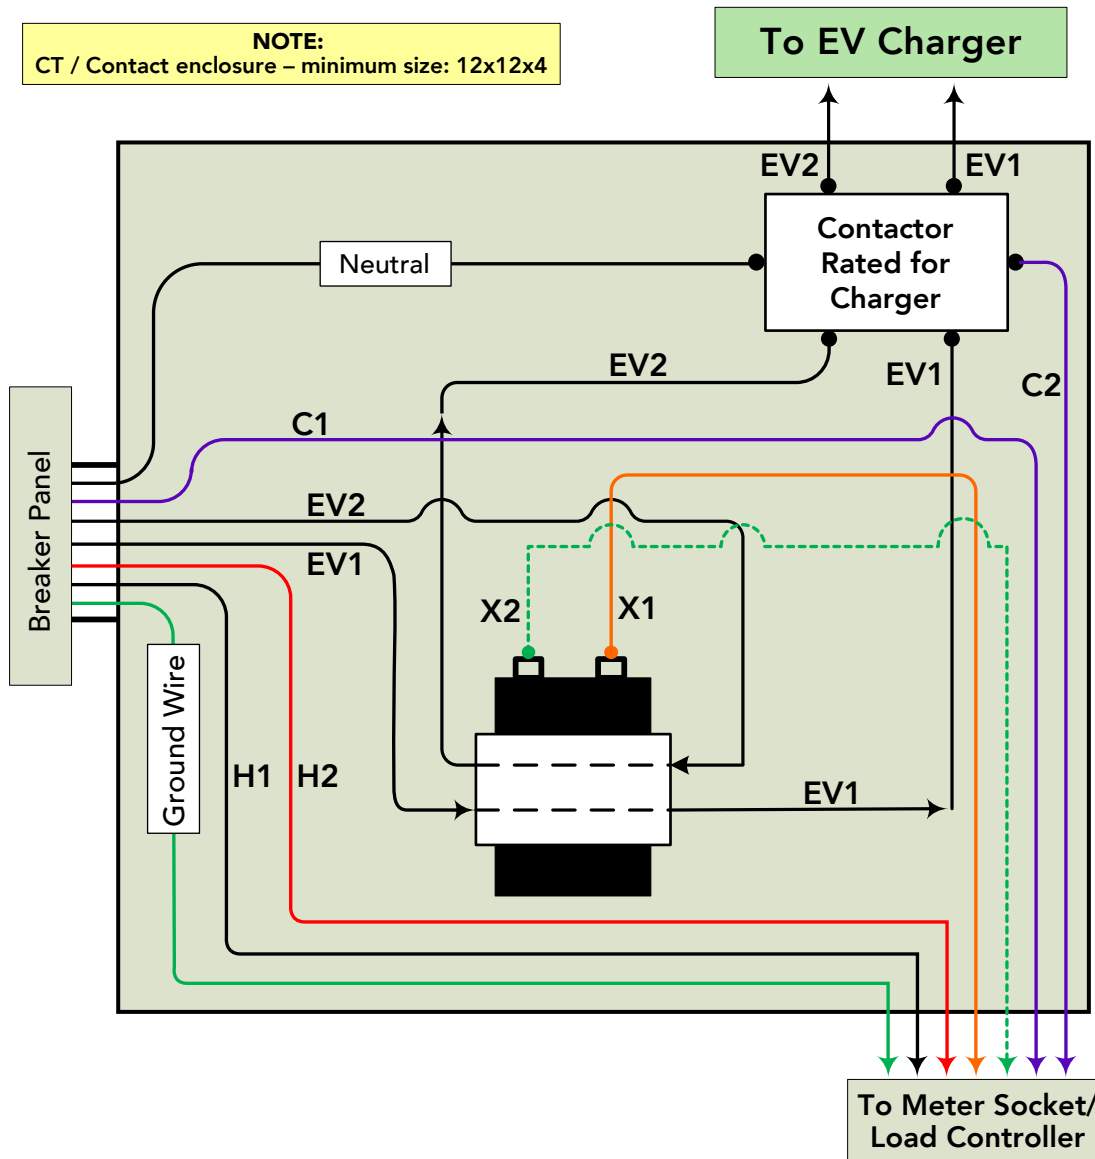 NOTE:
CT / Contact enclosure – minimum size: 12x12x4
To EV Charger
EV2
EV1
Contactor
Rated for
Charger
Neutral
EV2
EV1
C2
C1
Breaker Panel
EV2
EV1
X2
X1
Ground Wire
H1
H2
EV1
To Meter Socket/
Load Controller